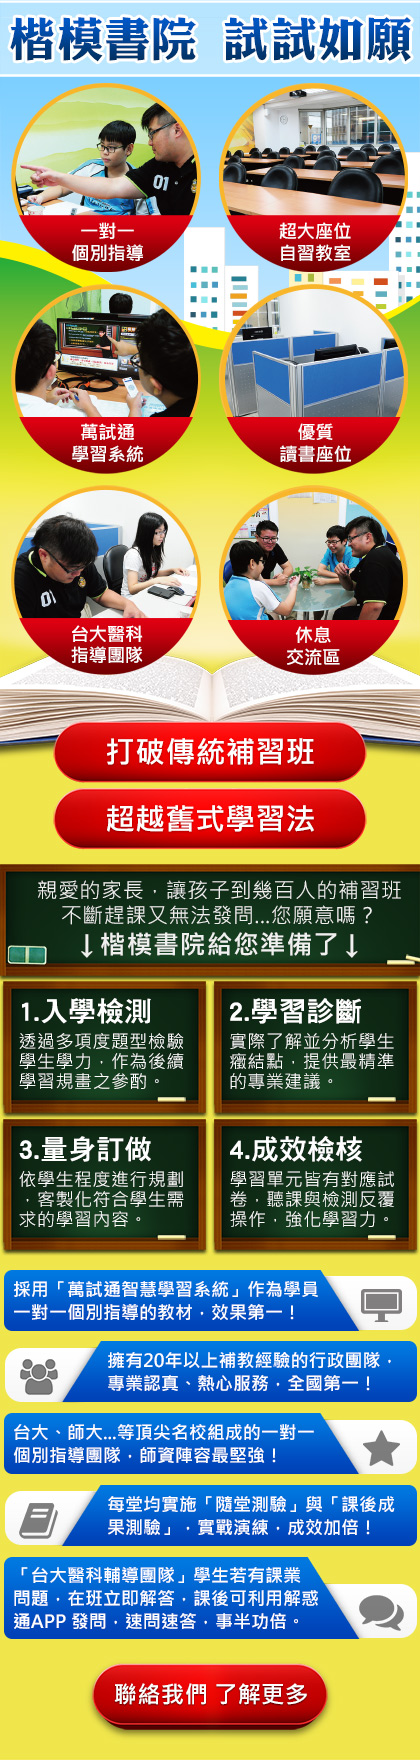 楷模書院 試試如願
一對一
個別指導
超大座位
自習教室
萬試通
學習系統
優質
讀書座位
台大醫科
指導團隊
休息
交流區
打破傳統補習班
超越舊式學習法
親愛的家長，讓孩子到幾百人的補習班
不斷趕課又無法發問...您願意嗎？
↓楷模書院給您準備了↓
1.入學檢測
透過多項度題型檢驗
學生學力，作為後續
學習規畫之參酌。
2.學習診斷
實際了解並分析學生
癥結點，提供最精準
的專業建議。
3.量身訂做
依學生程度進行規劃
，客製化符合學生需
求的學習內容。
4.成效檢核
學習單元皆有對應試
卷，聽課與檢測反覆
操作，強化學習力。
採用「萬試通智慧學習系統」作為學員
一對一個別指導的教材，效果第一！
擁有20年以上補教經驗的行政團隊，
專業認真、熱心服務，全國第一！
台大、師大...等頂尖名校組成的一對一
個別指導團隊，師資陣容最堅強！
每堂均實施「隨堂測驗」與「課後成
果測驗」，實戰演練，成效加倍！
「台大醫科輔導團隊」學生若有課業
問題，在班立即解答，課後可利用解惑
通APP 發問，速問速答，事半功倍。
聯絡我們 了解更多